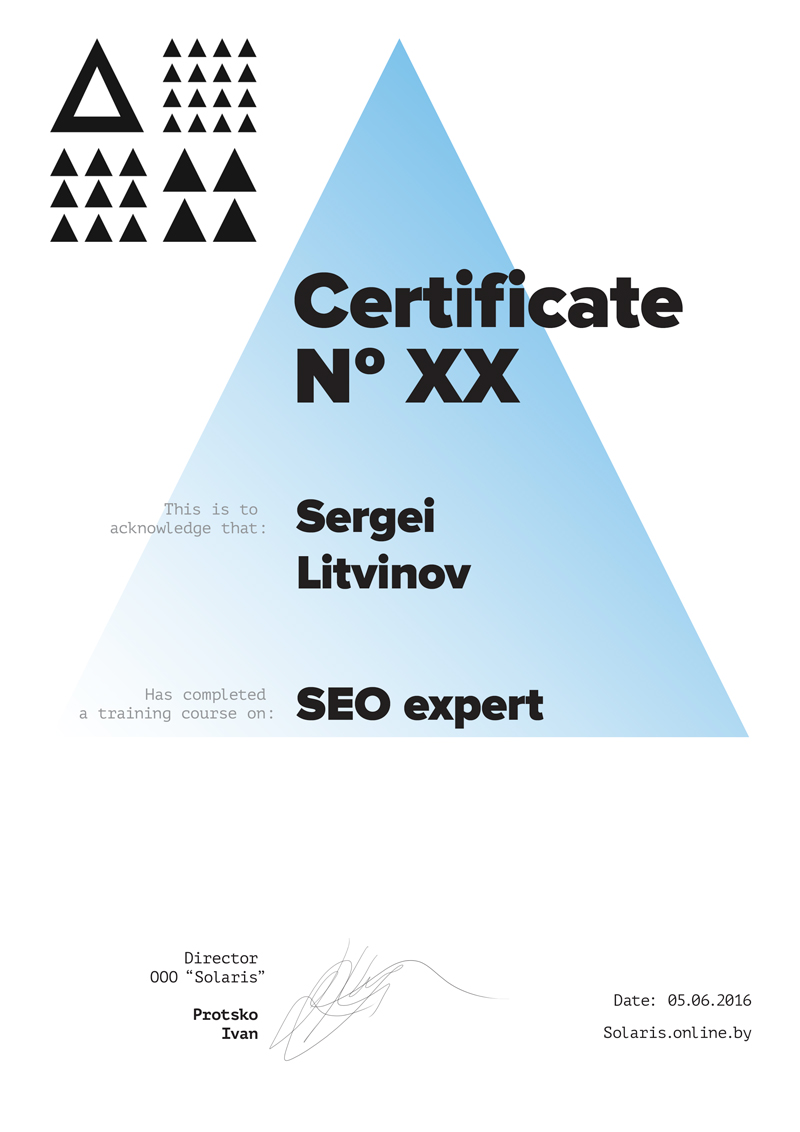 Certificate
Nº XX
This is to
acknowledge that:
Sergei
Litvinov
Has completed
a training course on:
SEO expert
Director
OOO “Solaris”
Protsko
Ivan
Date: 05.06.2016
Solaris.online.by